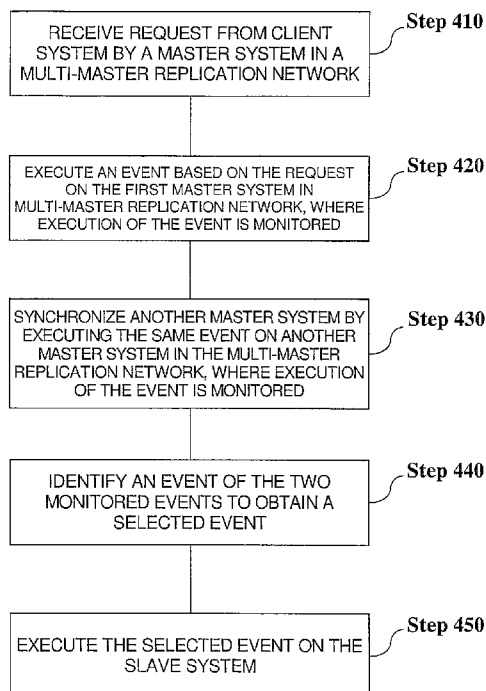 Step 410
RECEIVE REQUEST FROM CLIENT
SYSTEM BY A MASTER SYSTEM IN A
MULTI-MASTER REPLICATION NETWORK
Step 420
EXECUTE AN EVENT BASED ON THE REQUEST
ON THE FIRST MASTER SYSTEM IN
MULTI-MASTER REPLICATION NETWORK, WHERE
EXECUTION OF THE EVENT IS MONITORED
Step 430
SYNCHRONIZE ANOTHER MASTER SYSTEM BY
EXECUTING THE SAME EVENT ON ANOTHER
MASTER SYSTEM IN THE MULTI-MASTER
REPLICATION NETWORK, WHERE EXECUTION
OF THE EVENT IS MONITORED
Step 440
IDENTIFY AN EVENT OF THE TWO
MONITORED EVENTS TO OBTAIN A
SELECTED EVENT
Step 450
EXECUTE THE SELECTED EVENT ON THE
SLAVE SYSTEM